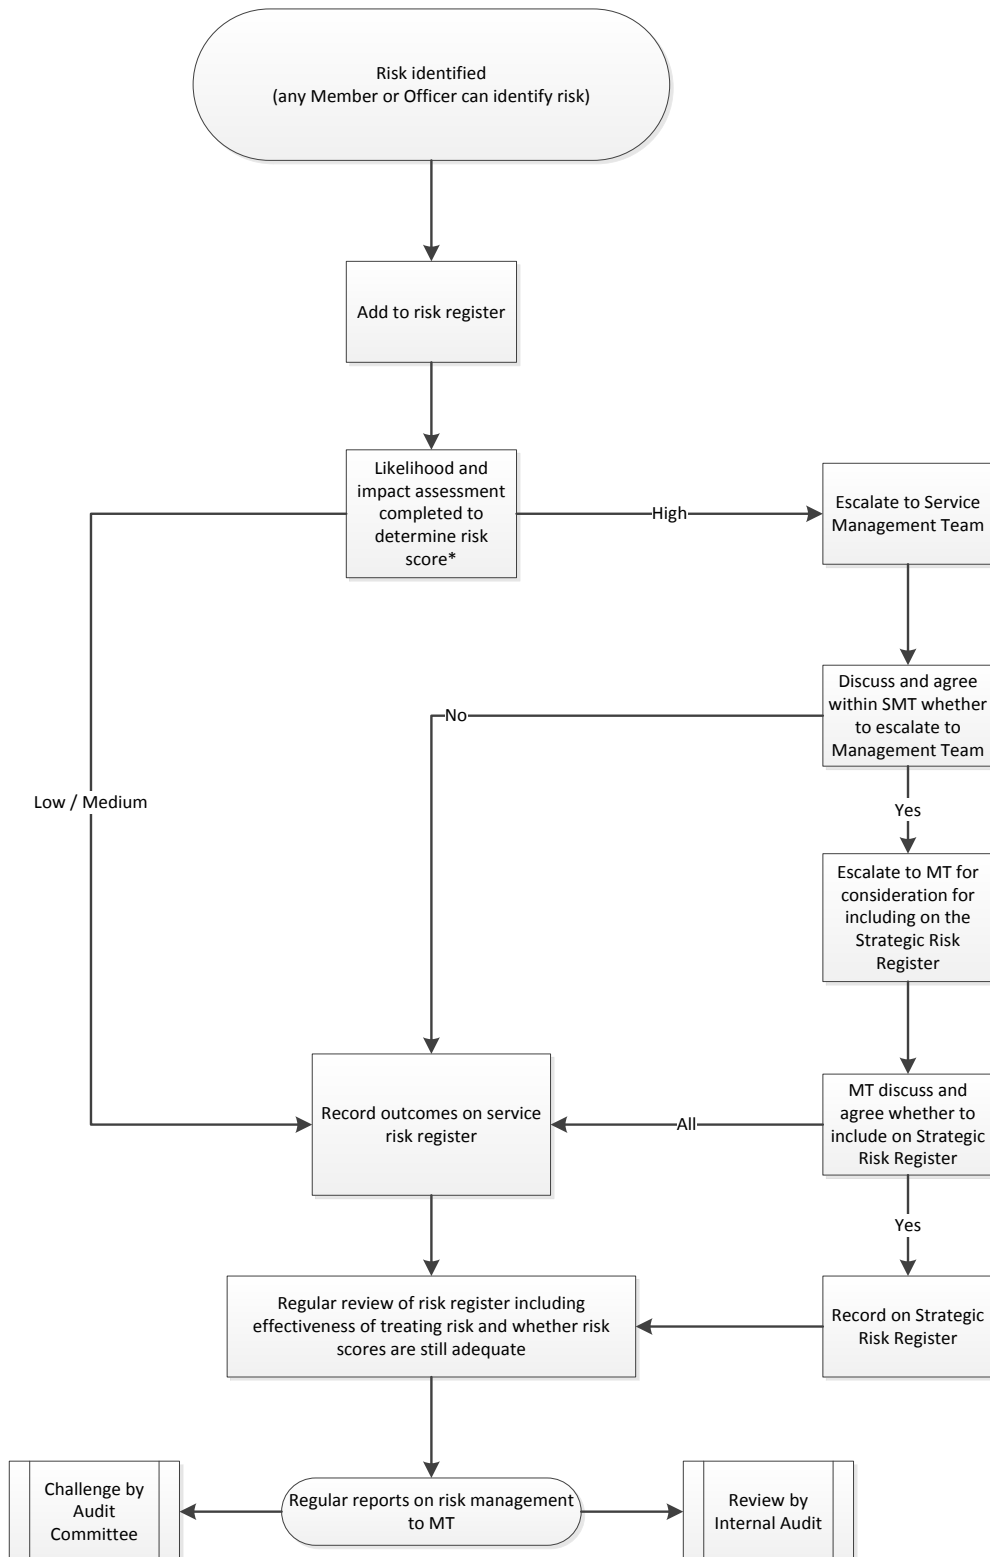 Risk identified
(any Member or Officer can identify risk)
Add to risk register
Likelihood and
impact assessment
completed to
determine risk
score*
High
Escalate to Service
Management Team
Discuss and agree
within SMT whether
to escalate to
Management Team
No
Low / Medium
Yes
Escalate to MT for
consideration for
including on the
Strategic Risk
Register
MT discuss and
agree whether to
include on Strategic
Risk Register
All
Record outcomes on service
risk register
Yes
Regular review of risk register including
effectiveness of treating risk and whether risk
scores are still adequate
Record on Strategic
Risk Register
Challenge by
Audit
Committee
Regular reports on risk management
to MT
Review by
Internal Audit